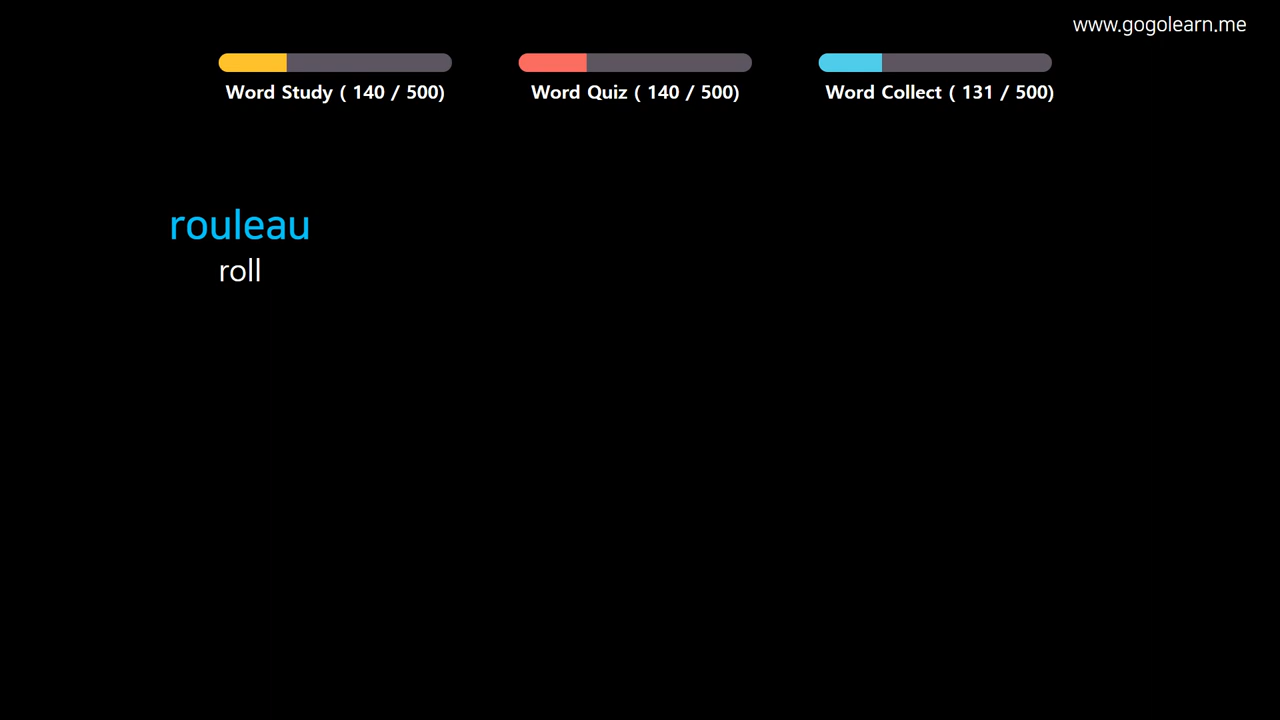 www.gogolearn.me
Word Study ( 140 / 500)
Word Quiz ( 140 / 500)
Word Collect ( 131 / 500)
rouleau
roll